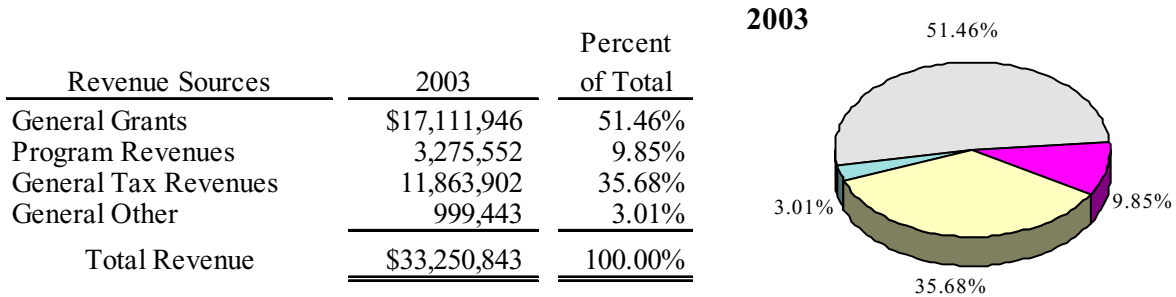 Percent
Revenue Sources 2003 of Total
General Grants $17,111,946 51.46%
Program Revenues 3,275,552 9.85%
General Tax Revenues 11,863,902 35.68%
General Other 999,443 3.01%
Total Revenue $33,250,843 100.00%
2003
51.46%
3.01%
9.85%
35.68%